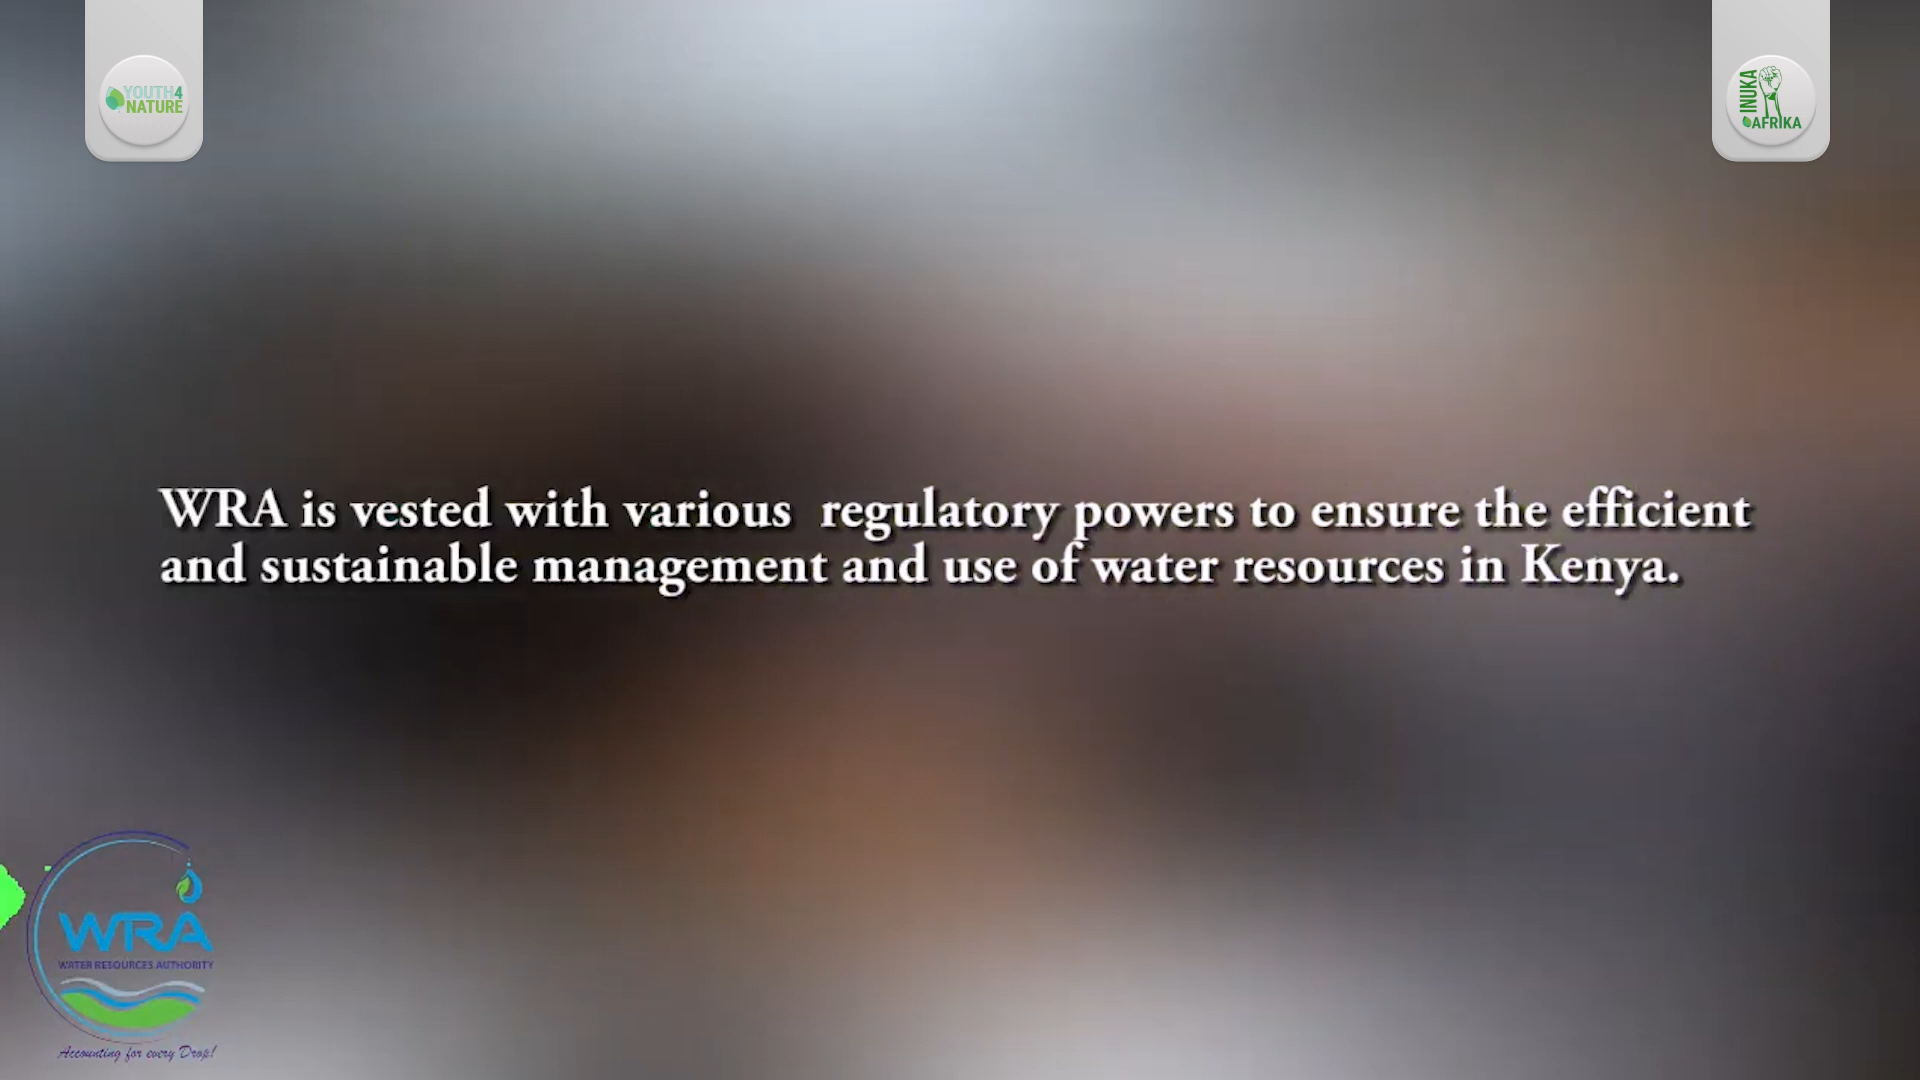 YOUTH4
NATURE
INUKA
AFRIKA
WRA is vested with various  regulatory powers to ensure the efficient
and sustainable management and use of water resources in Kenya.
WRA
WATER RESOURCES AUTHORITY
Accounting for every Drop!